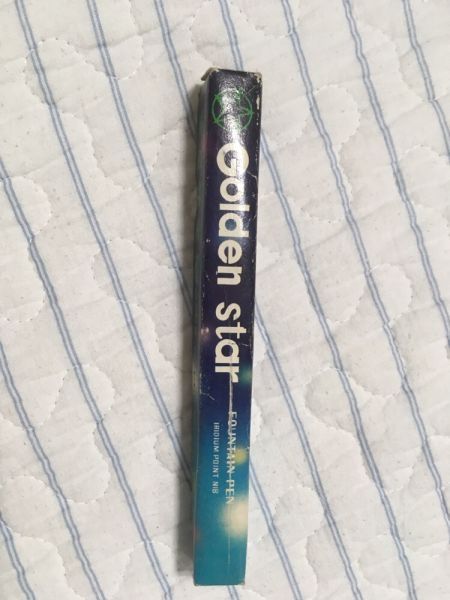 Golden star
FOUNTAIN PEN
IRIDIUM POINT NIB